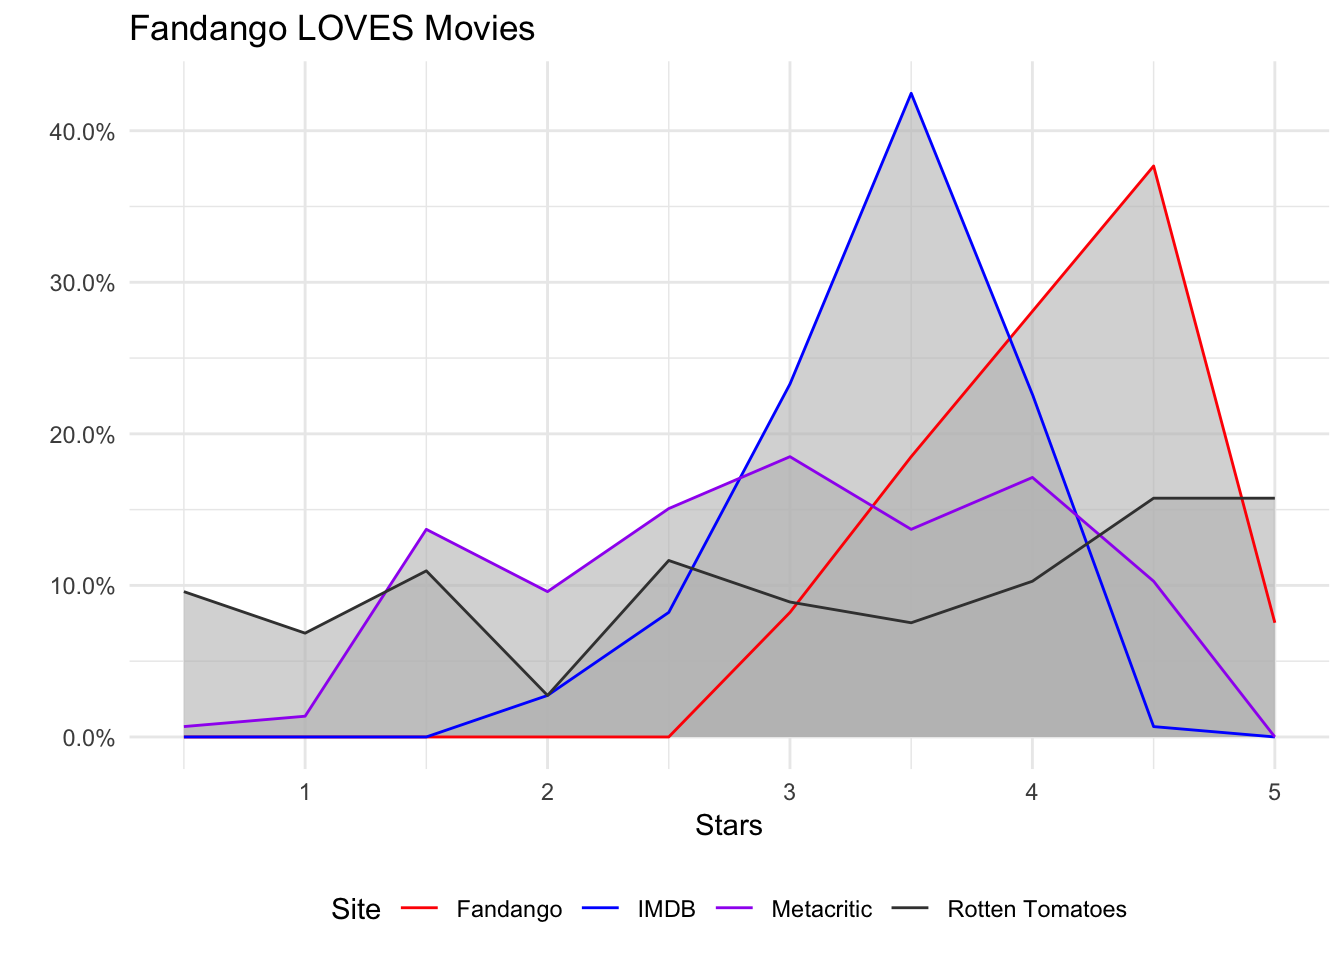 Fandango LOVES Movies
40.0%
30.0%
20.0%
10.0%
0.0%
1 2 3 4 5
Stars
Site Fandango IMDB Metacritic Rotten Tomatoes